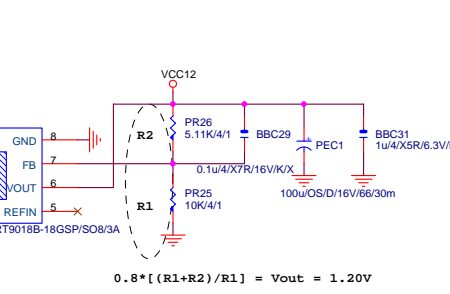 VCC12
GND 8
R2
PR26
5.11K/4/1
BBC29
PEC1
BBC31
1u/4/X5R/6.3V/
FB 7
0.1u/4/X7R/16V/K/X
VOUT 6
PR25
10K/4/1
100u/OS/D/16V/66/30m
R1
REFIN 5
RT9018B-18GSP/SO8/3A
0.8*[(R1+R2)/R1] = Vout = 1.20V